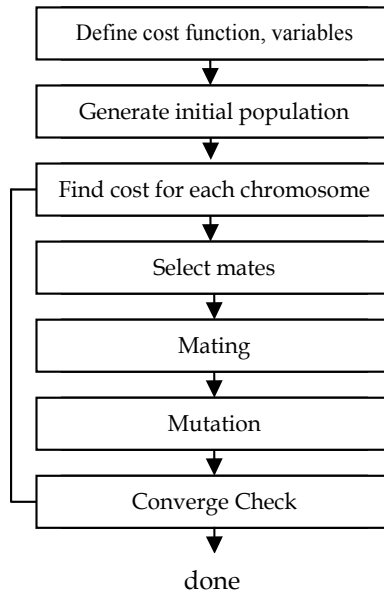 Define cost function, variables
Generate initial population
Find cost for each chromosome
Select mates
Mating
Mutation
Converge Check
done